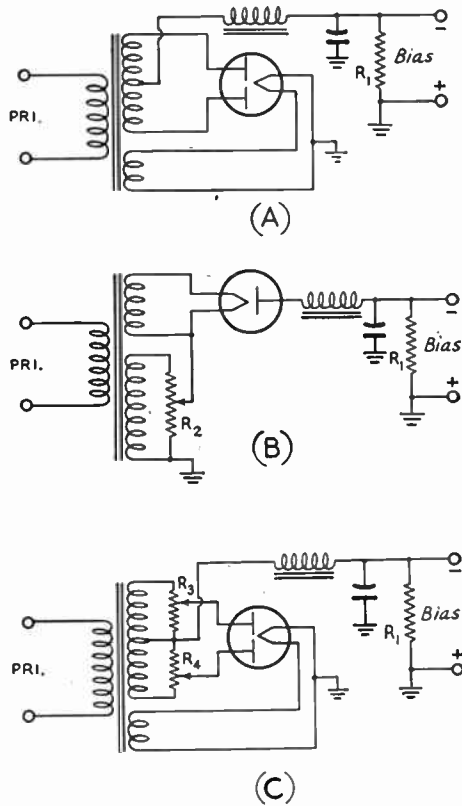 −
R1
Bias
+
PRI.
(A)
−
R1
Bias
+
PRI.
R2
(B)
−
R3
R1
Bias
R4
+
PRI.
(C)